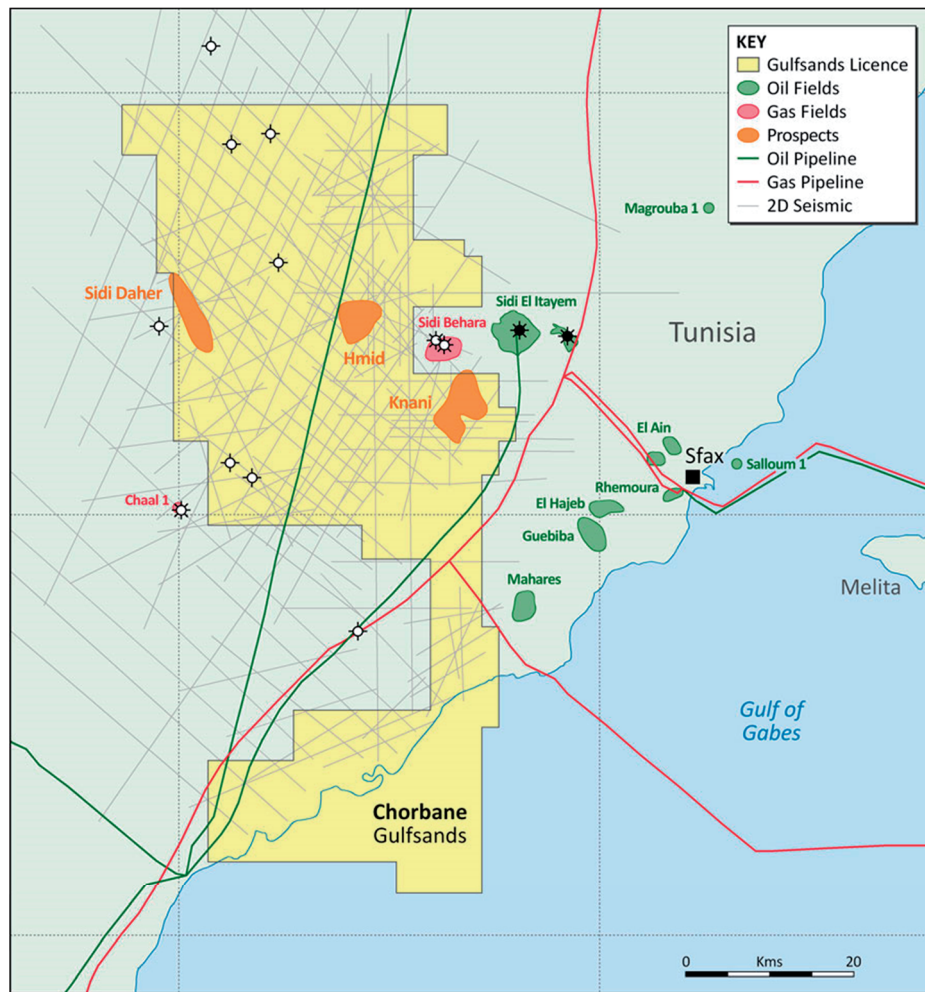 KEY
Gulfsands Licence
Oil Fields
Gas Fields
Prospects
Oil Pipeline
Gas Pipeline
2D Seismic
Magrouba 1
Sidi Daher
Sidi El Itayem
Sidi Behara
Hmid
Tunisia
Knani
El Ain
Sfax
Salloum 1
Chaal 1
Rhemoura
El Hajeb
Guebiba
Mahares
Melita
Gulf of
Gabes
Chorbane
Gulfsands
0 Kms 20